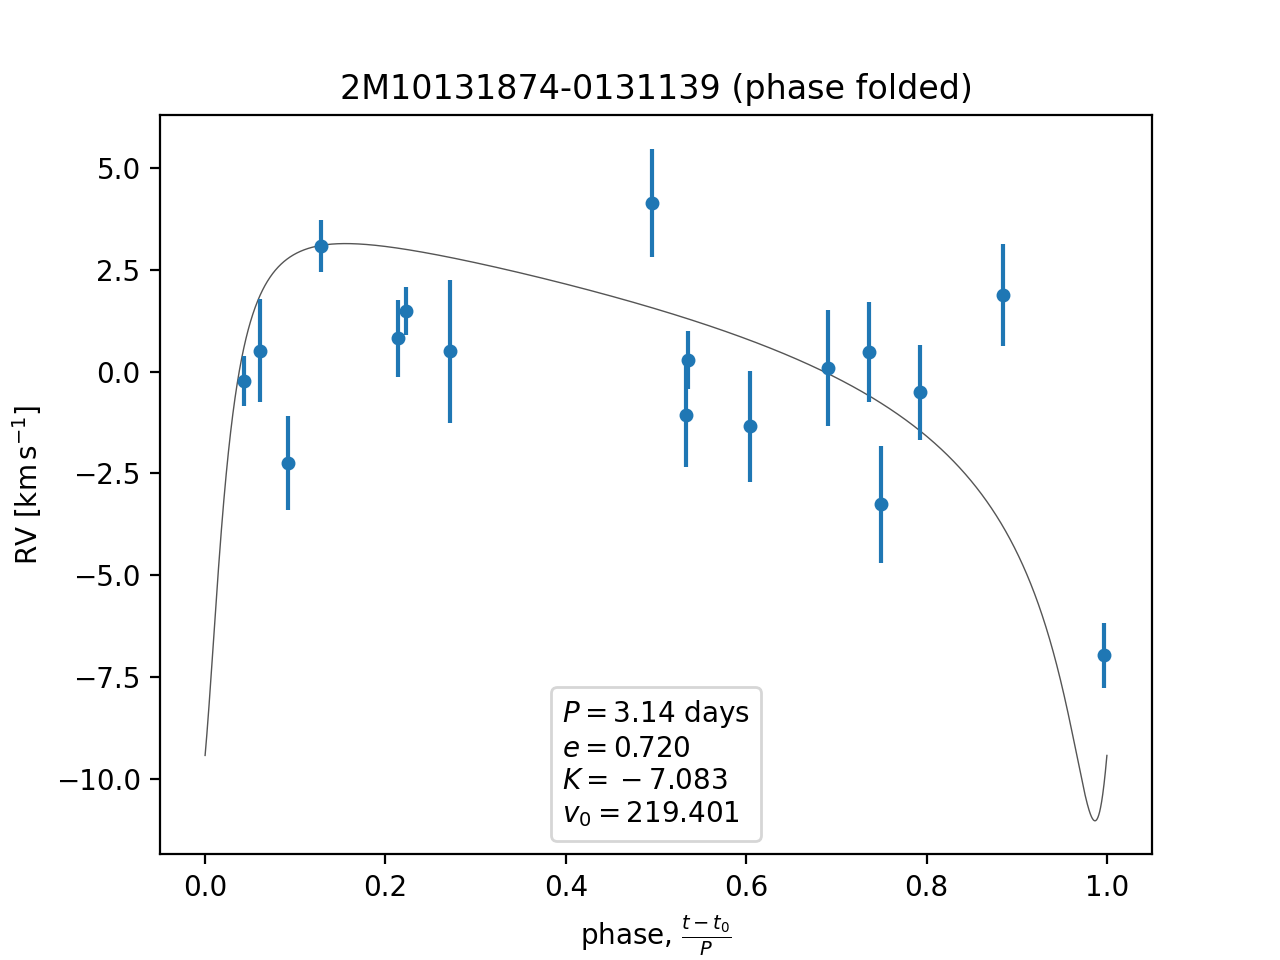 2M10131874-0131139 (phase folded)
RV [km s⁻¹]
5.0
2.5
0.0
−2.5
−5.0
−7.5
−10.0
P = 3.14 days
e = 0.720
K = − 7.083
v₀ = 219.401
0.0 0.2 0.4 0.6 0.8 1.0
phase, (t − t₀)/P